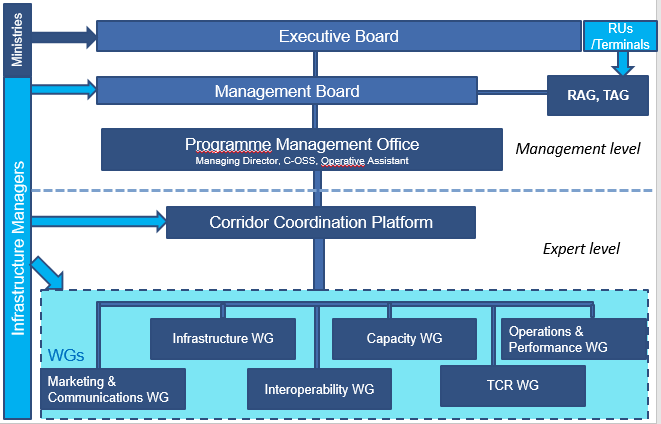 Ministries
Executive Board
RUs
/Terminals
Management Board
RAG, TAG
Programme Management Office
Managing Director, C-OSS, Operative Assistant
Management level
Infrastructure Managers
Corridor Coordination Platform
Expert level
WGs
Infrastructure WG
Capacity WG
Operations &
Performance WG
Marketing &
Communications WG
Interoperability WG
TCR WG